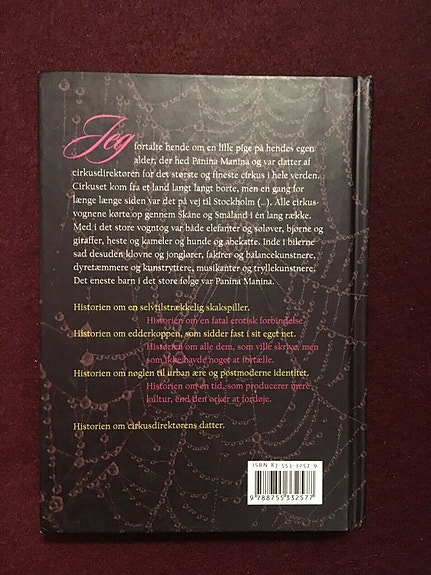 Jeg fortalte hende om en lille pige på hendes egen
alder, der hed Panina Manina og var datter af
cirkusdirektøren for det største og fineste cirkus i hele verden.
Cirkuset kom fra et land langt langt borte, men en gang for
længe længe siden var det på vej til Stockholm (...). Alle cirkus-
vognene kørte op gennem Skåne og Småland i én lang række.
Med i det store vogntog var både elefanter og søløver, bjørne og
giraffer, heste og kameler og hunde og abekatte. Inde i bilerne
sad desuden klovne og jonglører, fakirer og balancekunstnere,
dyretæmmere og kunstryttere, musikanter og tryllekunstnere.
Det eneste barn i det store følge var Panina Manina.
Historien om en selvtilstrækkelig skakspiller.
Historien om en fatal erotisk forbindelse.
Historien om edderkoppen, som sidder fast i sit eget net.
Historien om alle dem, som ville skrive, men
som ikke havde noget at fortælle.
Historien om nøglen til urban ære og postmoderne identitet.
Historien om en tid, som producerer mere
kultur, end den orker at fordøje.
Historien om cirkusdirektørens datter.
ISBN 87-553-3257-9
9 788755 332577